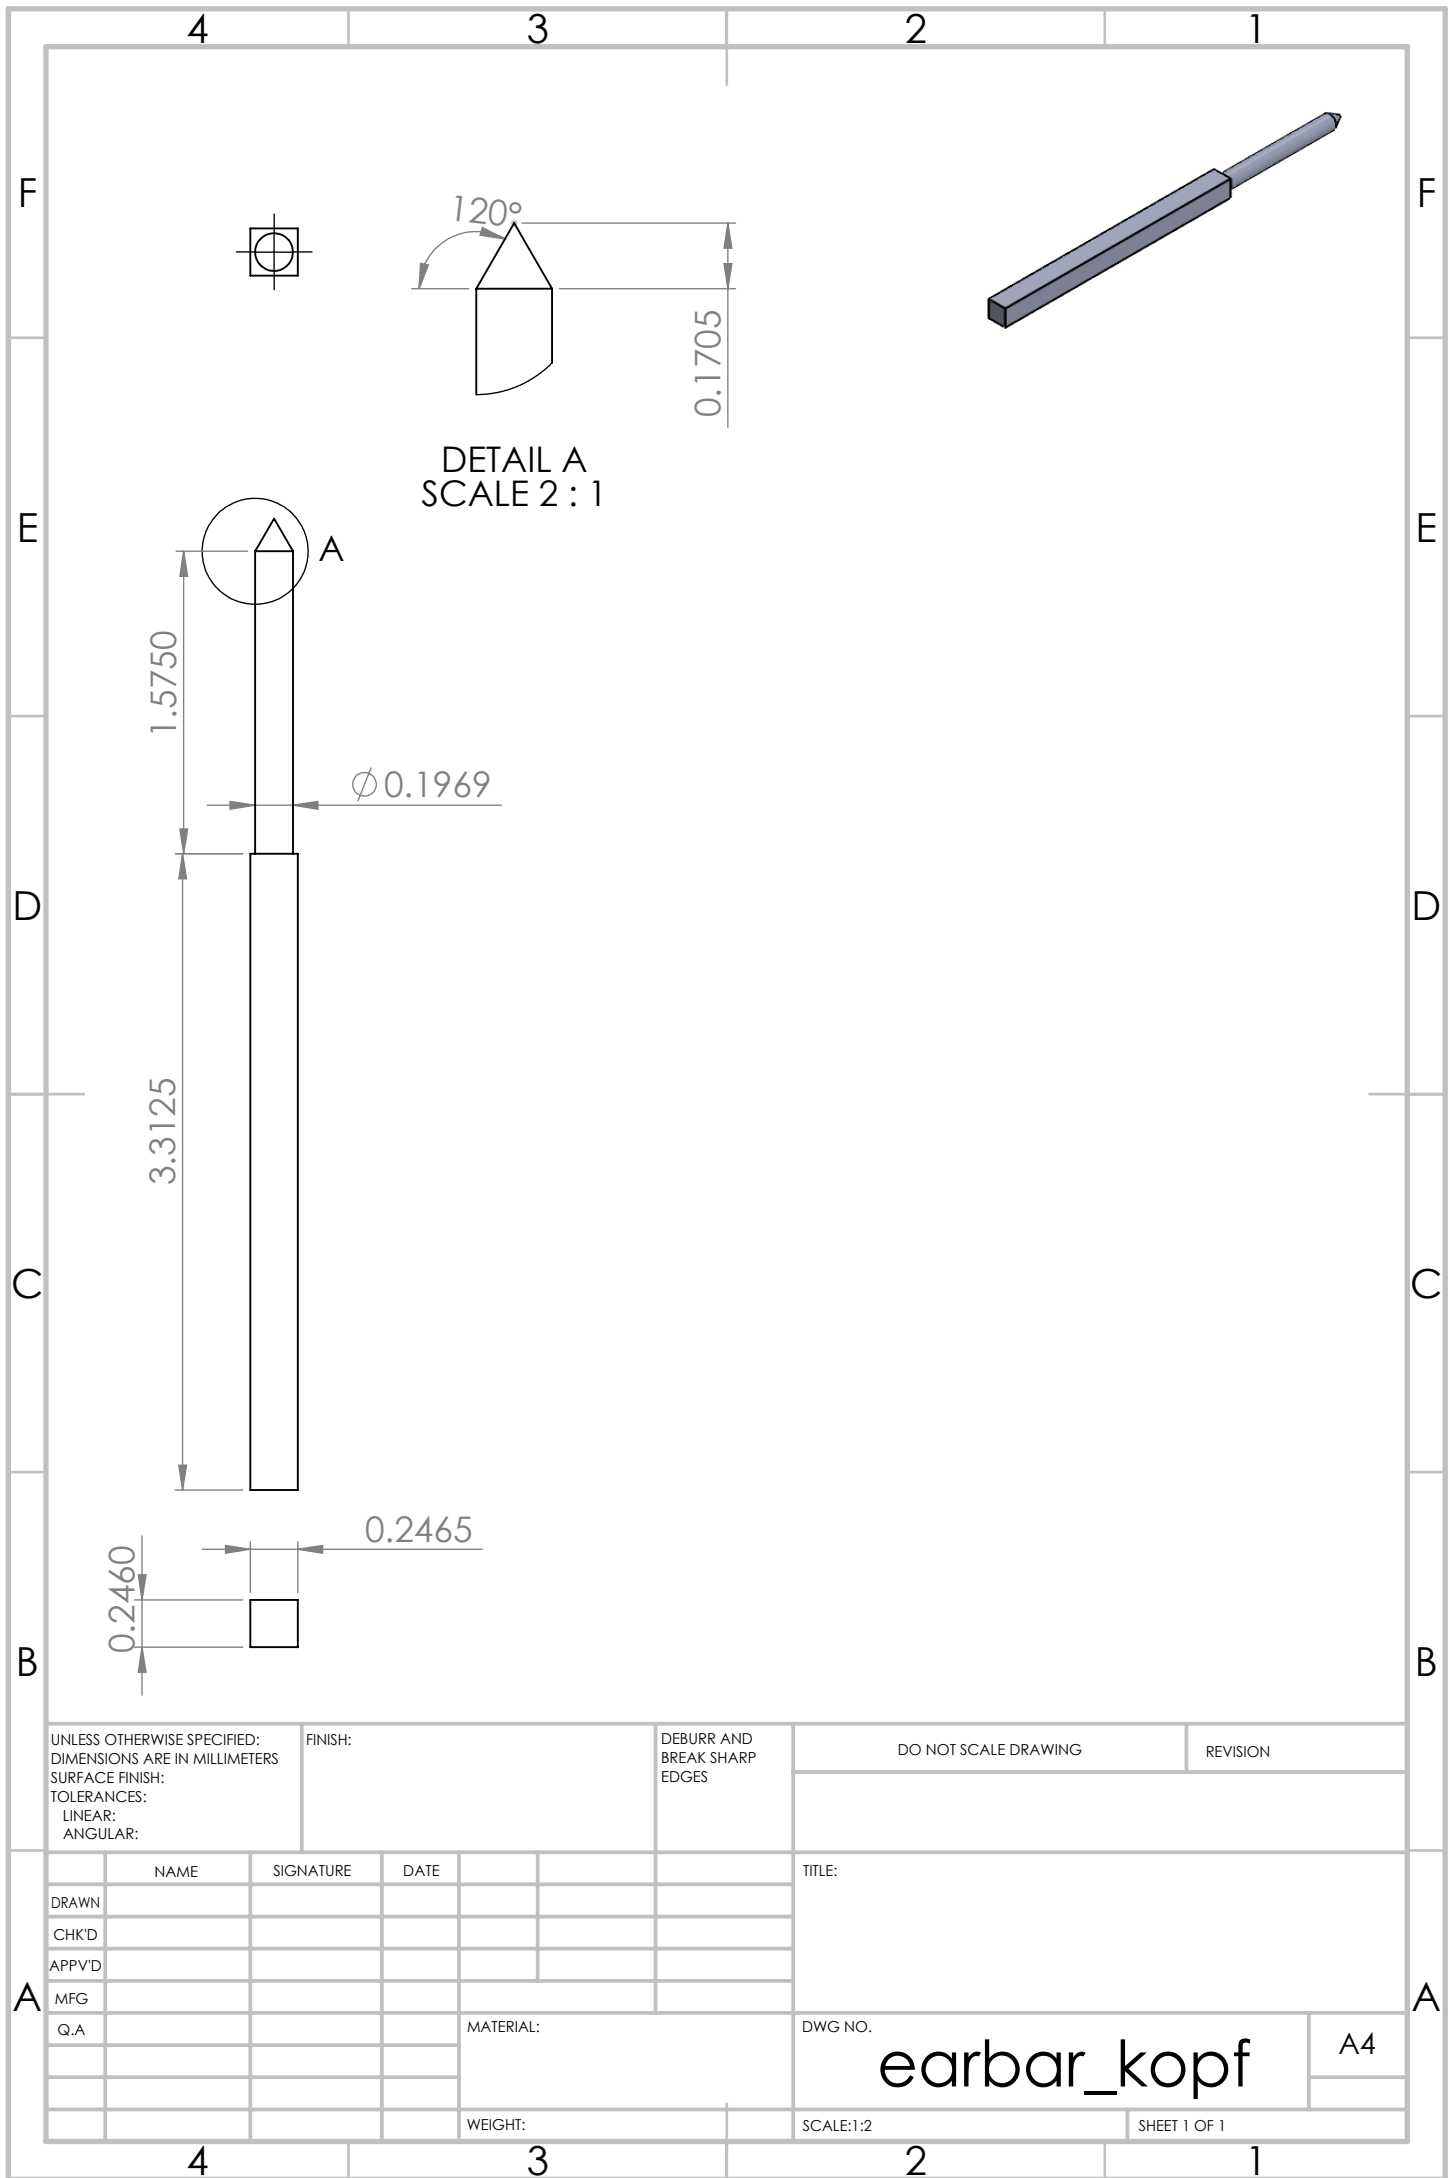 4 3 2 1
F F
120°
0.1705
DETAIL A
SCALE 2 : 1
E E
A
1.5750
∅0.1969
D D
3.3125
C C
0.2465
0.2460
B B
UNLESS OTHERWISE SPECIFIED:
DIMENSIONS ARE IN MILLIMETERS
SURFACE FINISH:
TOLERANCES:
LINEAR:
ANGULAR:
FINISH:
DEBURR AND
BREAK SHARP
EDGES
DO NOT SCALE DRAWING
REVISION
NAME SIGNATURE DATE
TITLE:
DRAWN
CHK'D
APPV'D
MFG
A A
Q.A
MATERIAL:
DWG NO.
earbar_kopf
A4
WEIGHT:
SCALE:1:2
SHEET 1 OF 1
4 3 2 1